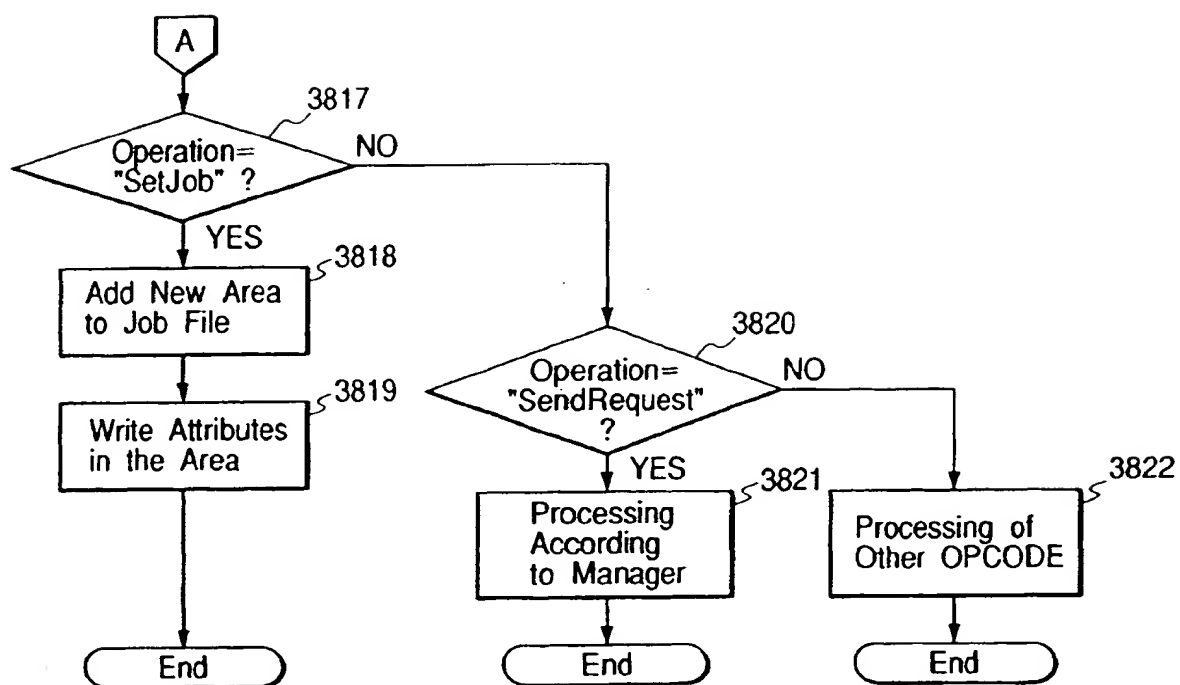 A
3817
Operation=
"SetJob" ?
NO
YES
3818
Add New Area
to Job File
3819
Write Attributes
in the Area
End
3820
Operation=
"SendRequest"
?
NO
YES
3821
Processing
According
to Manager
End
3822
Processing of
Other OPCODE
End